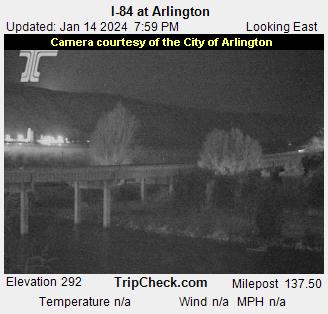 I-84 at Arlington
Updated: Jan 14 2024 7:59 PM Looking East
Camera courtesy of the City of Arlington
Elevation 292 TripCheck.com Milepost 137.50
Temperature n/a Wind n/a MPH n/a